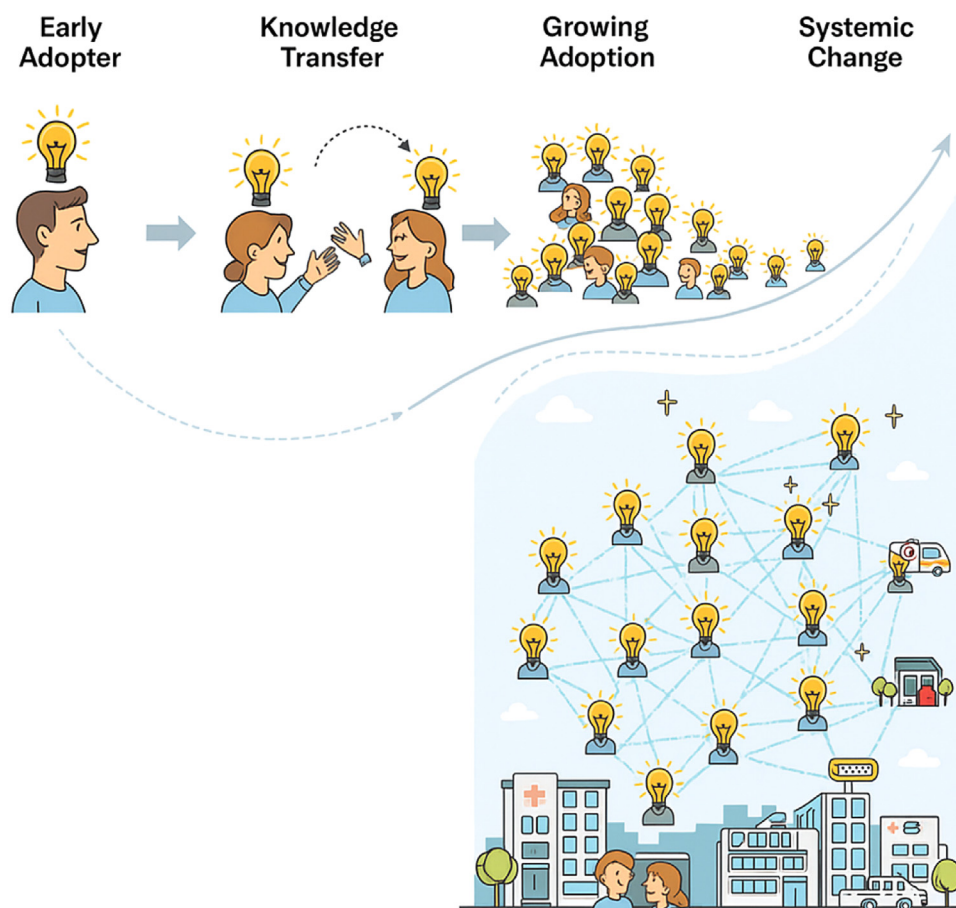 Early
Adopter
Knowledge
Transfer
Growing
Adoption
Systemic
Change